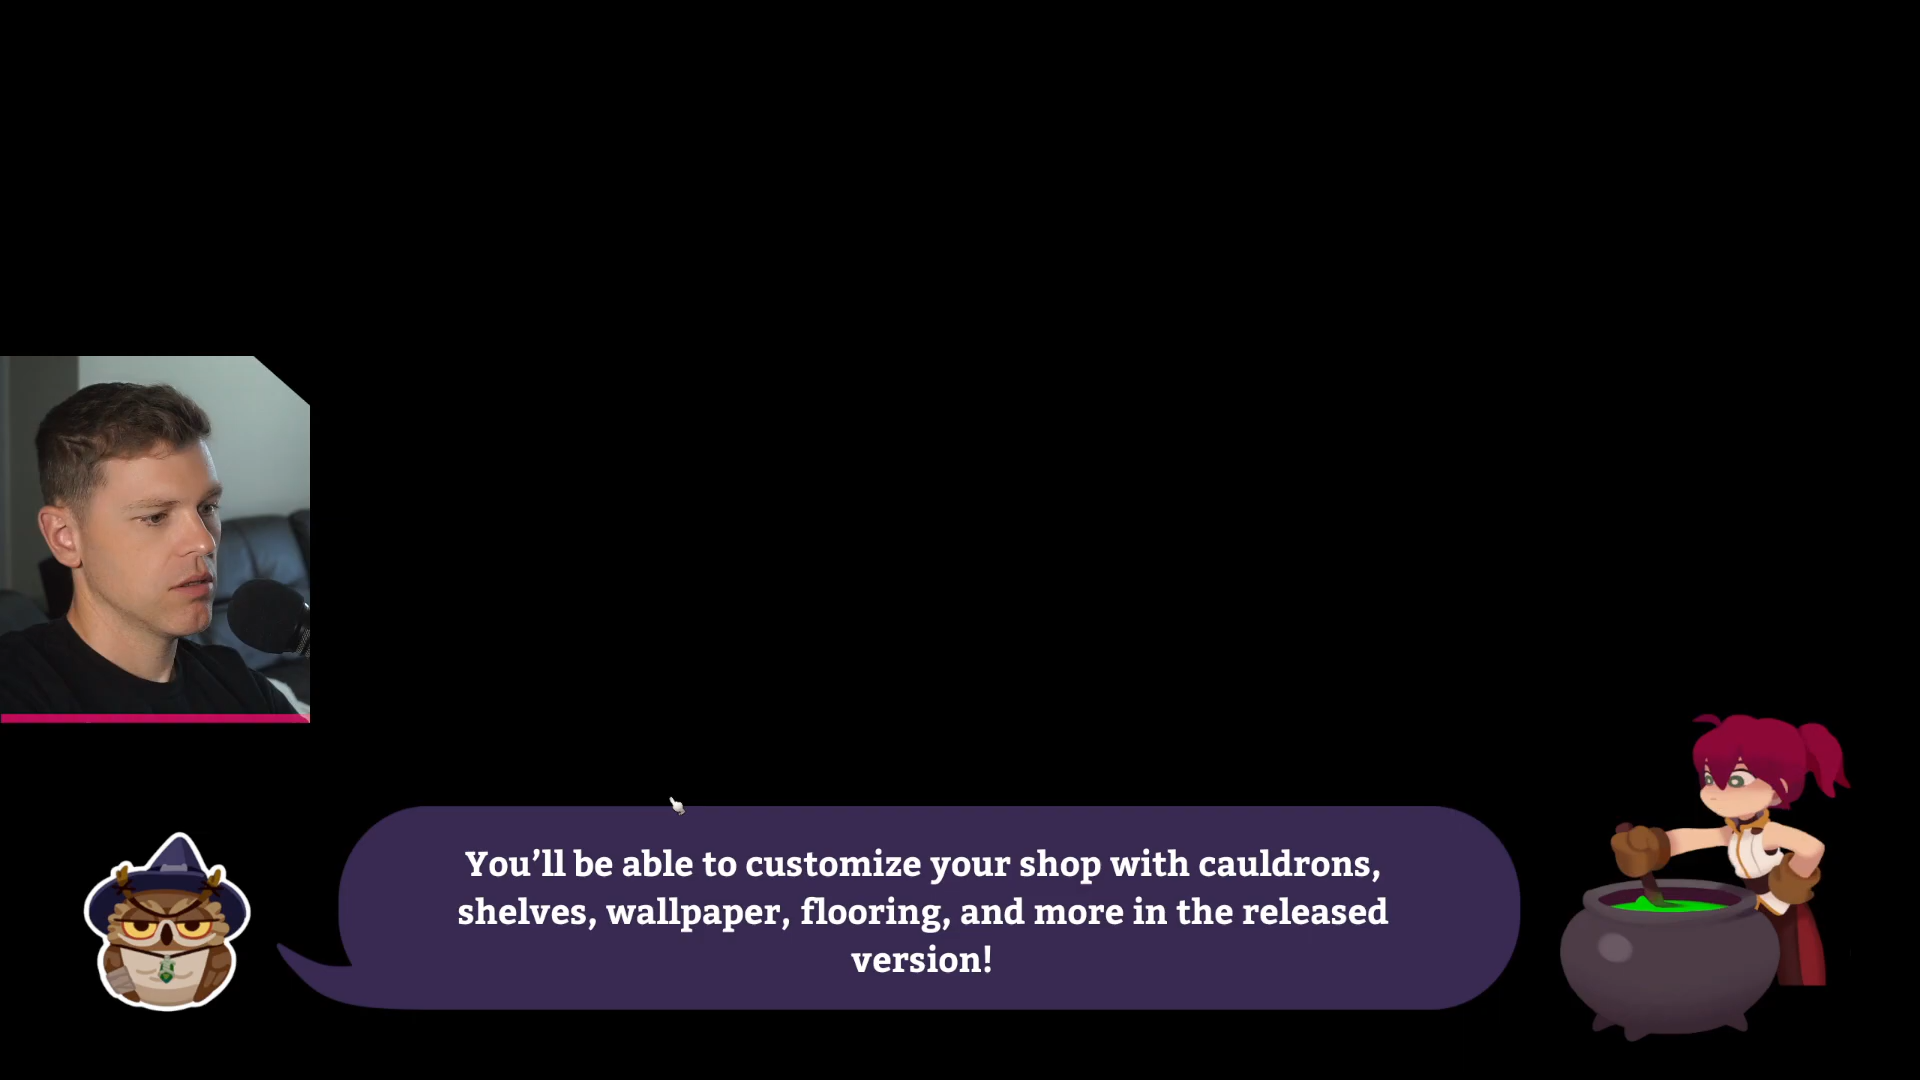 You’ll be able to customize your shop with cauldrons,
shelves, wallpaper, flooring, and more in the released
version!